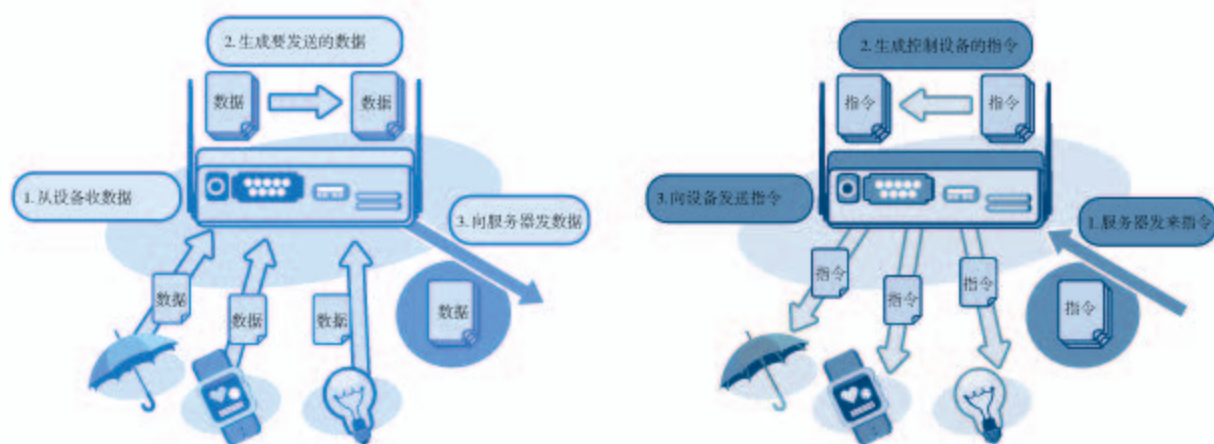 2.生成要发送的数据
数据
数据
1.从设备收数据
3.向服务器发数据
数据
数据
数据
数据
2.生成控制设备的指令
指令
指令
3.向设备发送指令
1.服务器发来指令
指令
指令
指令
指令